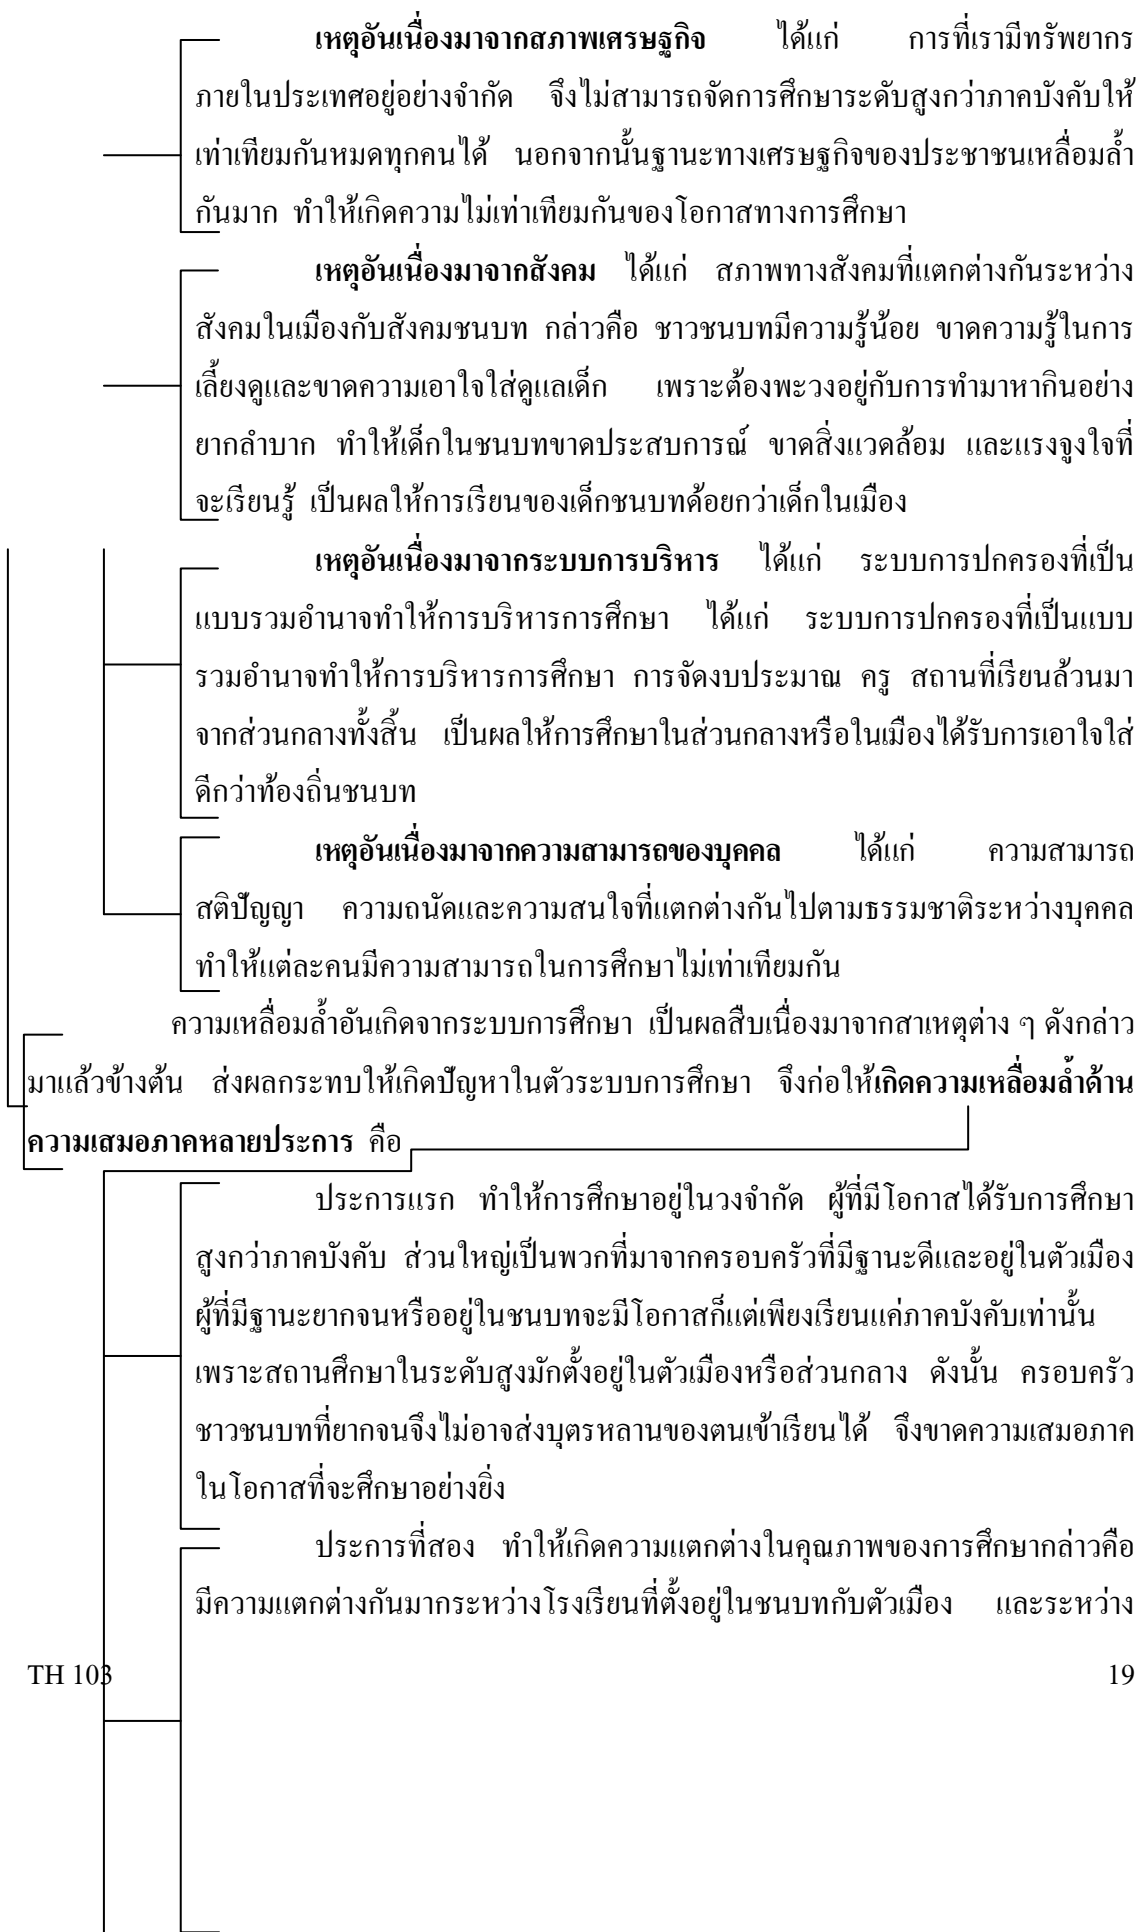 เหตุอันเนื่องมาจากสภาพเศรษฐกิจ ได้แก่ การที่เรามีทรัพยากร
ภายในประเทศอยู่อย่างจำกัด จึงไม่สามารถจัดการศึกษาระดับสูงกว่าภาคบังคับให้
เท่าเทียมกันหมดทุกคนได้ นอกจากนั้นฐานะทางเศรษฐกิจของประชาชนเหลื่อมล้ำ
กันมาก ทำให้เกิดความไม่เท่าเทียมกันของโอกาสทางการศึกษา
เหตุอันเนื่องมาจากสังคม ได้แก่ สภาพทางสังคมที่แตกต่างกันระหว่าง
สังคมในเมืองกับสังคมชนบท กล่าวคือ ชาวชนบทมีความรู้น้อย ขาดความรู้ในการ
เลี้ยงดูและขาดความเอาใจใส่ดูแลเด็ก เพราะต้องพะวงอยู่กับการทำมาหากินอย่าง
ยากลำบาก ทำให้เด็กในชนบทขาดประสบการณ์ ขาดสิ่งแวดล้อม และแรงจูงใจที่
จะเรียนรู้ เป็นผลให้การเรียนของเด็กชนบทด้อยกว่าเด็กในเมือง
เหตุอันเนื่องมาจากระบบการบริหาร ได้แก่ ระบบการปกครองที่เป็น
แบบรวมอำนาจทำให้การบริหารการศึกษา ได้แก่ ระบบการปกครองที่เป็นแบบ
รวมอำนาจทำให้การบริหารการศึกษา การจัดงบประมาณ ครู สถานที่เรียนล้วนมา
จากส่วนกลางทั้งสิ้น เป็นผลให้การศึกษาในส่วนกลางหรือในเมืองได้รับการเอาใจใส่
ดีกว่าท้องถิ่นชนบท
เหตุอันเนื่องมาจากความสามารถของบุคคล ได้แก่ ความสามารถ
สติปัญญา ความถนัดและความสนใจที่แตกต่างกันไปตามธรรมชาติระหว่างบุคคล
ทำให้แต่ละคนมีความสามารถในการศึกษาไม่เท่าเทียมกัน
ความเหลื่อมล้ำอันเกิดจากระบบการศึกษา เป็นผลสืบเนื่องมาจากสาเหตุต่าง ๆ ดังกล่าว
มาแล้วข้างต้น ส่งผลกระทบให้เกิดปัญหาในตัวระบบการศึกษา จึงก่อให้เกิดความเหลื่อมล้ำด้าน
ความเสมอภาคหลายประการ คือ
ประการแรก ทำให้การศึกษาอยู่ในวงจำกัด ผู้ที่มีโอกาสได้รับการศึกษา
สูงกว่าภาคบังคับ ส่วนใหญ่เป็นพวกที่มาจากครอบครัวที่มีฐานะดีและอยู่ในตัวเมือง
ผู้ที่มีฐานะยากจนหรืออยู่ในชนบทจะมีโอกาสก็แต่เพียงเรียนแค่ภาคบังคับเท่านั้น
เพราะสถานศึกษาในระดับสูงมักตั้งอยู่ในตัวเมืองหรือส่วนกลาง ดังนั้น ครอบครัว
ชาวชนบทที่ยากจนจึงไม่อาจส่งบุตรหลานของตนเข้าเรียนได้ จึงขาดความเสมอภาค
ในโอกาสที่จะศึกษาอย่างยิ่ง
ประการที่สอง ทำให้เกิดความแตกต่างในคุณภาพของการศึกษากล่าวคือ
มีความแตกต่างกันมากระหว่างโรงเรียนที่ตั้งอยู่ในชนบทกับตัวเมือง และระหว่าง
TH 103 19